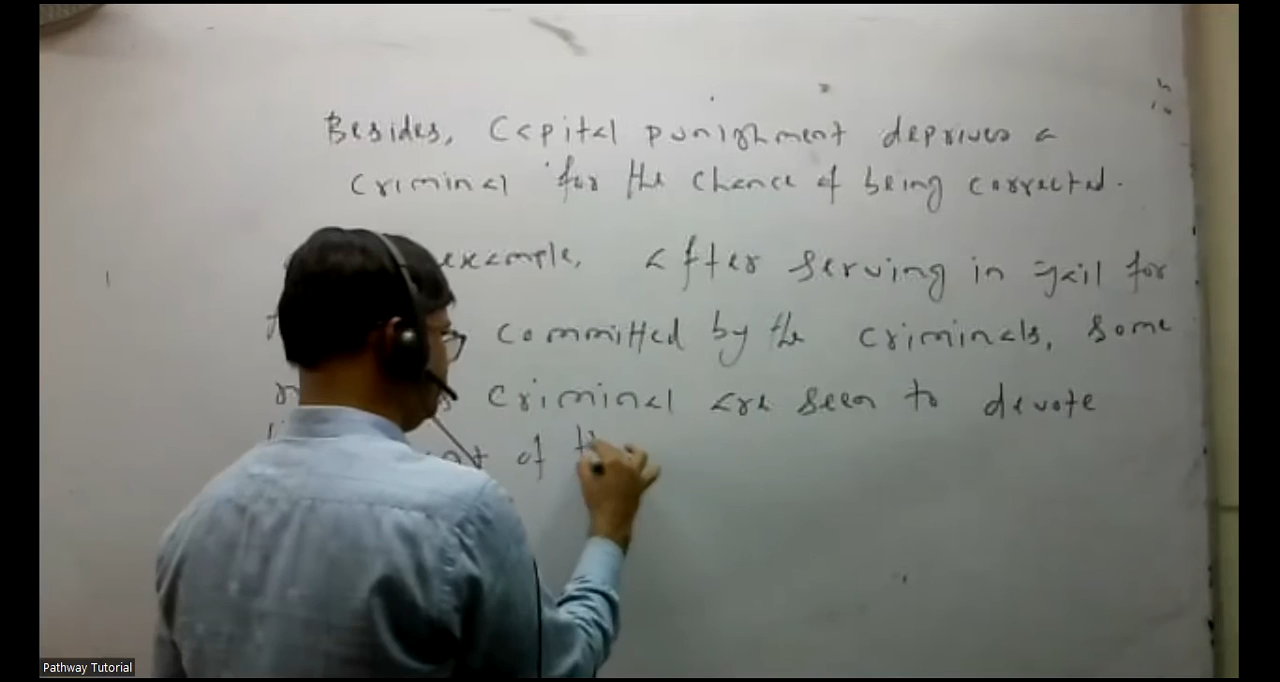 Besides, Capital punishment deprives a
criminal for the chance of being corrected.
example, after serving in jail for
committed by the criminals, some
criminal are seen to devote
of
Pathway Tutorial